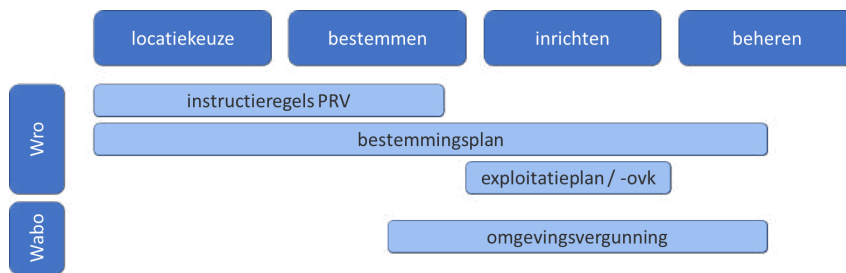 locatiekeuze
bestemmen
inrichten
beheren
Wro
instructieregels PRV
bestemmingsplan
exploitatieplan / -ovk
Wabo
omgevingsvergunning